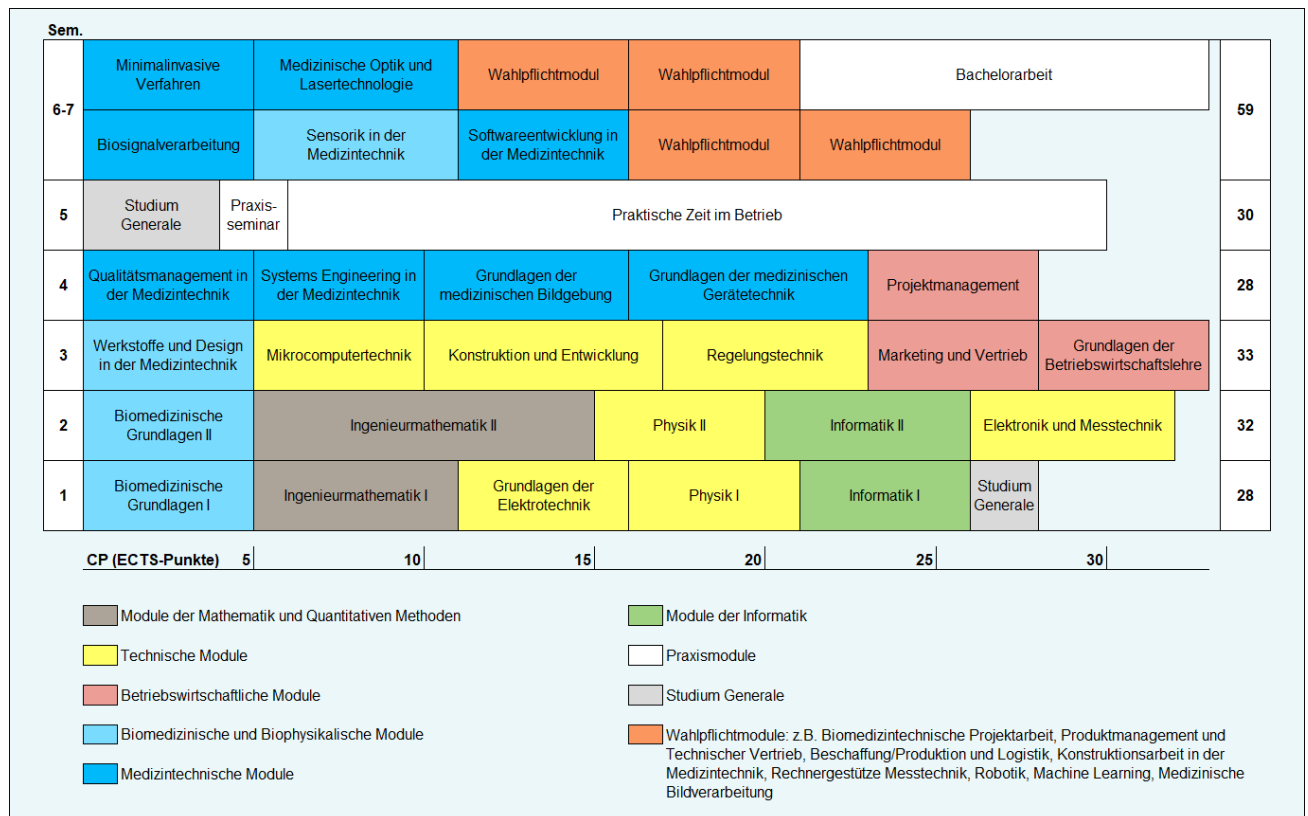 Sem.
Minimalinvasive
Verfahren
Medizinische Optik und
Lasertechnologie
Wahlpflichtmodul
Wahlpflichtmodul
Bachelorarbeit
6-7
59
Biosignalverarbeitung
Sensorik in der
Medizintechnik
Softwareentwicklung in
der Medizintechnik
Wahlpflichtmodul
Wahlpflichtmodul
5
Studium
Generale
Praxis-
seminar
Praktische Zeit im Betrieb
30
4
Qualitätsmanagement in
der Medizintechnik
Systems Engineering in
der Medizintechnik
Grundlagen der
medizinischen Bildgebung
Grundlagen der medizinischen
Gerätetechnik
Projektmanagement
28
3
Werkstoffe und Design
in der Medizintechnik
Mikrocomputertechnik
Konstruktion und Entwicklung
Regelungstechnik
Marketing und Vertrieb
Grundlagen der
Betriebswirtschaftslehre
33
2
Biomedizinische
Grundlagen II
Ingenieurmathematik II
Physik II
Informatik II
Elektronik und Messtechnik
32
1
Biomedizinische
Grundlagen I
Ingenieurmathematik I
Grundlagen der
Elektrotechnik
Physik I
Informatik I
Studium
Generale
28
CP (ECTS-Punkte) 5 10 15 20 25 30
Module der Mathematik und Quantitativen Methoden
Technische Module
Betriebswirtschaftliche Module
Biomedizinische und Biophysikalische Module
Medizintechnische Module
Module der Informatik
Praxismodule
Studium Generale
Wahlpflichtmodule: z.B. Biomedizintechnische Projektarbeit, Produktmanagement und
Technischer Vertrieb, Beschaffung/Produktion und Logistik, Konstruktionsarbeit in der
Medizintechnik, Rechnergestütze Messtechnik, Robotik, Machine Learning, Medizinische
Bildverarbeitung